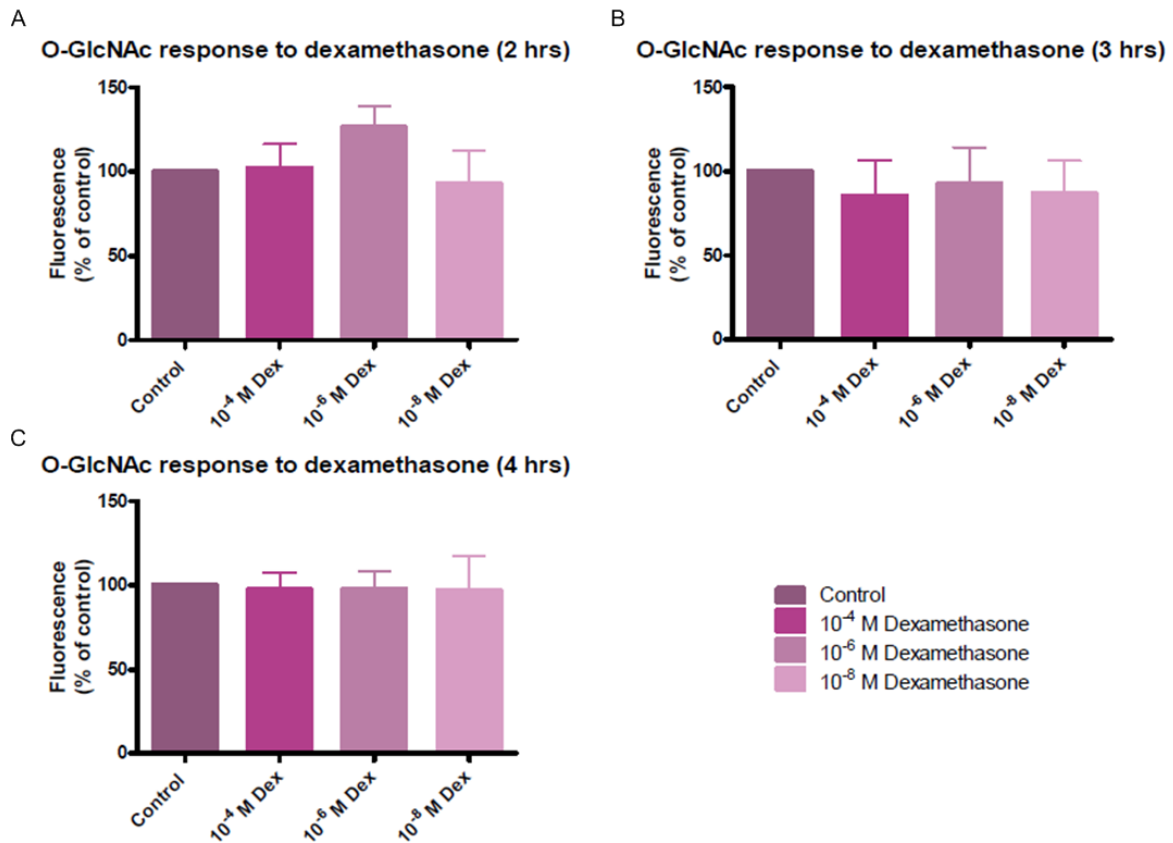 A
O-GlcNAc response to dexamethasone (2 hrs)
Fluorescence
(% of control)
150
100
50
0
Control
10⁻⁴ M Dex
10⁻⁶ M Dex
10⁻⁸ M Dex
B
O-GlcNAc response to dexamethasone (3 hrs)
Fluorescence
(% of control)
150
100
50
0
Control
10⁻⁴ M Dex
10⁻⁶ M Dex
10⁻⁸ M Dex
C
O-GlcNAc response to dexamethasone (4 hrs)
Fluorescence
(% of control)
150
100
50
0
Control
10⁻⁴ M Dex
10⁻⁶ M Dex
10⁻⁸ M Dex
Control
10⁻⁴ M Dexamethasone
10⁻⁶ M Dexamethasone
10⁻⁸ M Dexamethasone